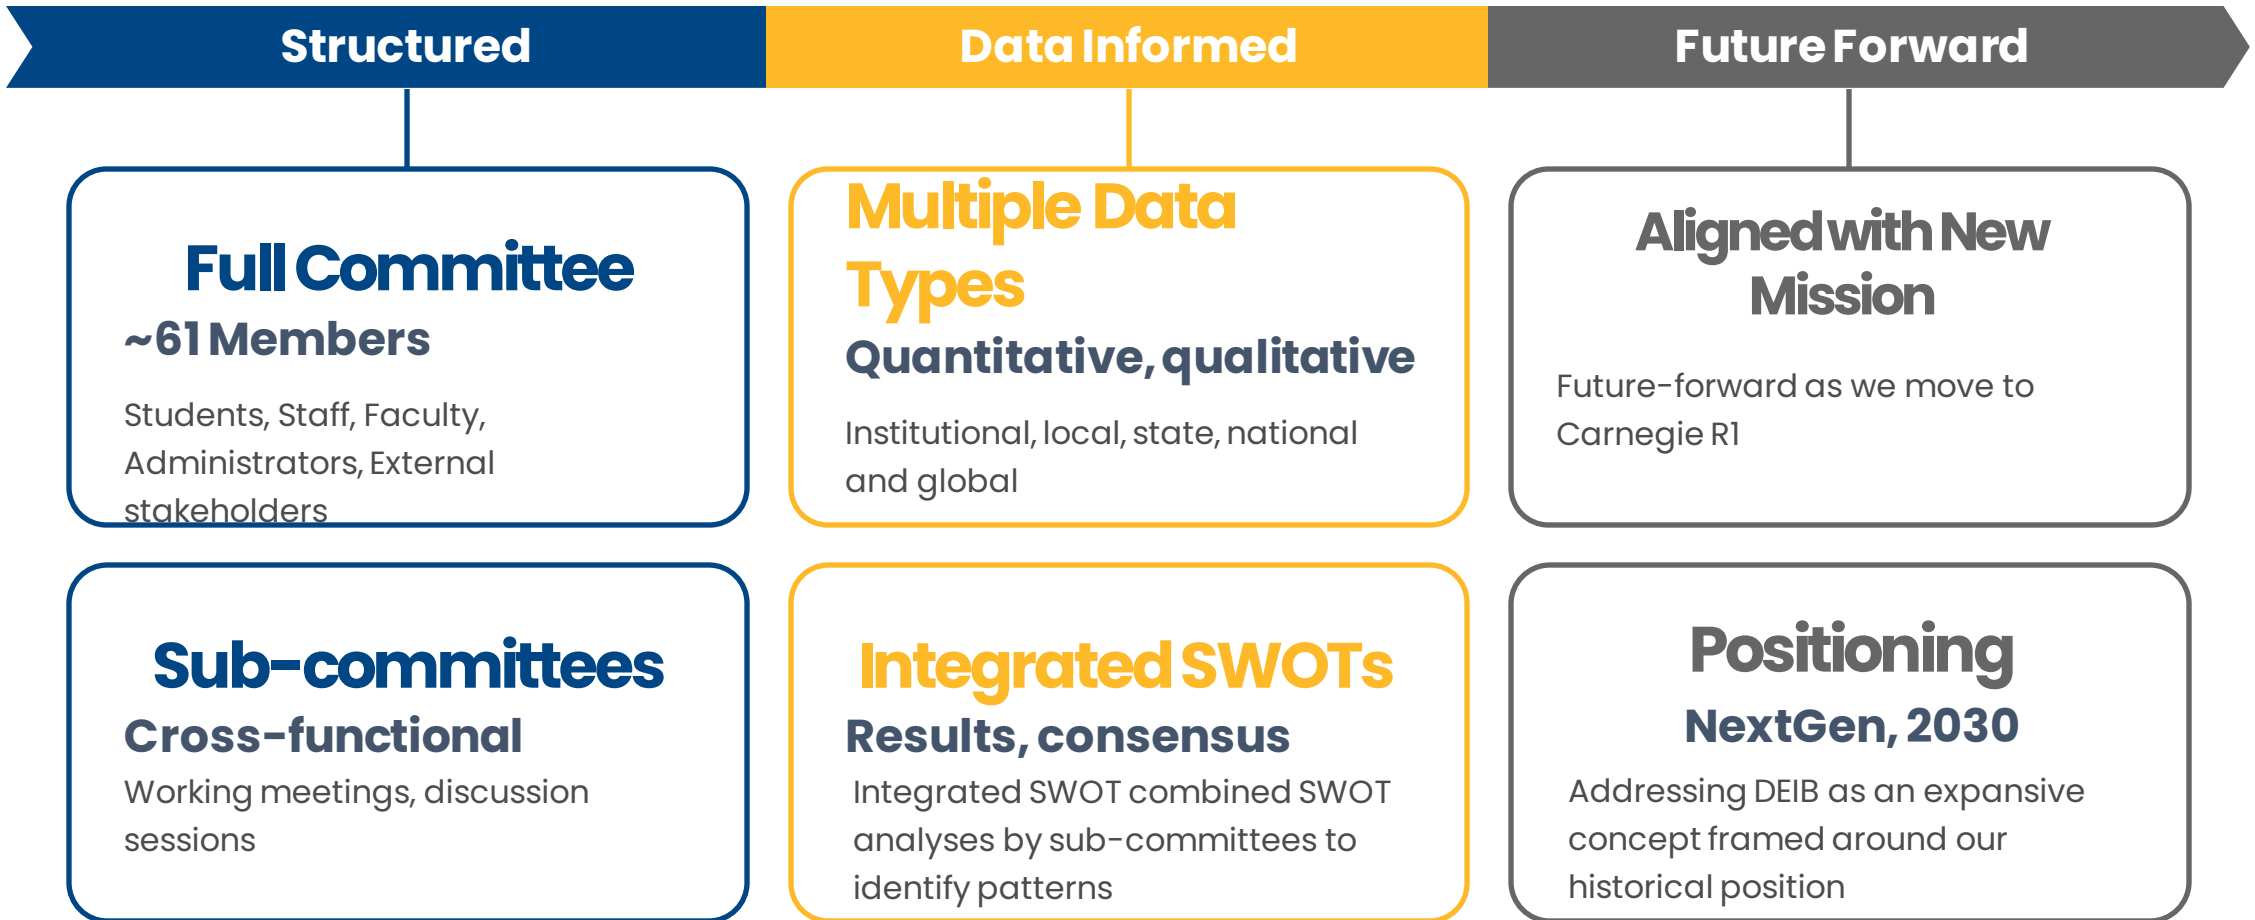 Structured
Data Informed
Future Forward
Full Committee
~61 Members
Students, Staff, Faculty,
Administrators, External
stakeholders
Multiple Data
Types
Quantitative, qualitative
Institutional, local, state, national
and global
Aligned with New
Mission
Future-forward as we move to
Carnegie R1
Sub-committees
Cross-functional
Working meetings, discussion
sessions
Integrated SWOTs
Results, consensus
Integrated SWOT combined SWOT
analyses by sub-committees to
identify patterns
Positioning
NextGen, 2030
Addressing DEIB as an expansive
concept framed around our
historical position